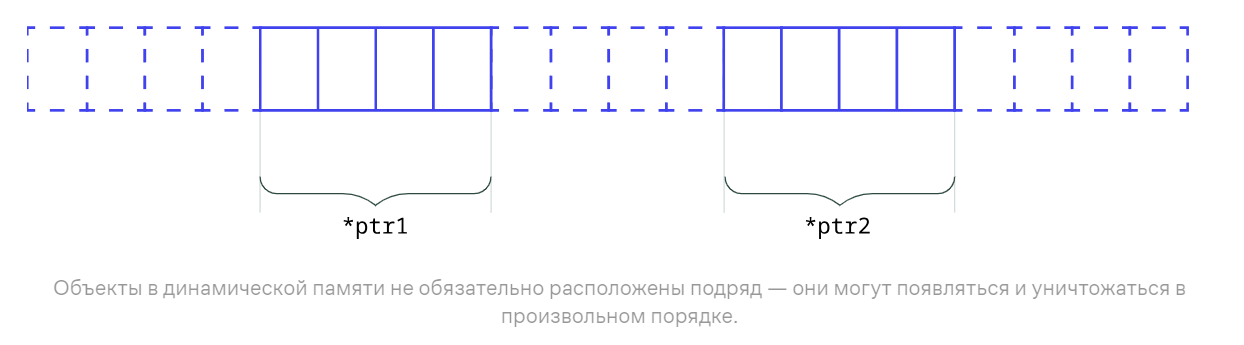 *ptr1 *ptr2
Объекты в динамической памяти не обязательно расположены подряд — они могут появляться и уничтожаться в
произвольном порядке.